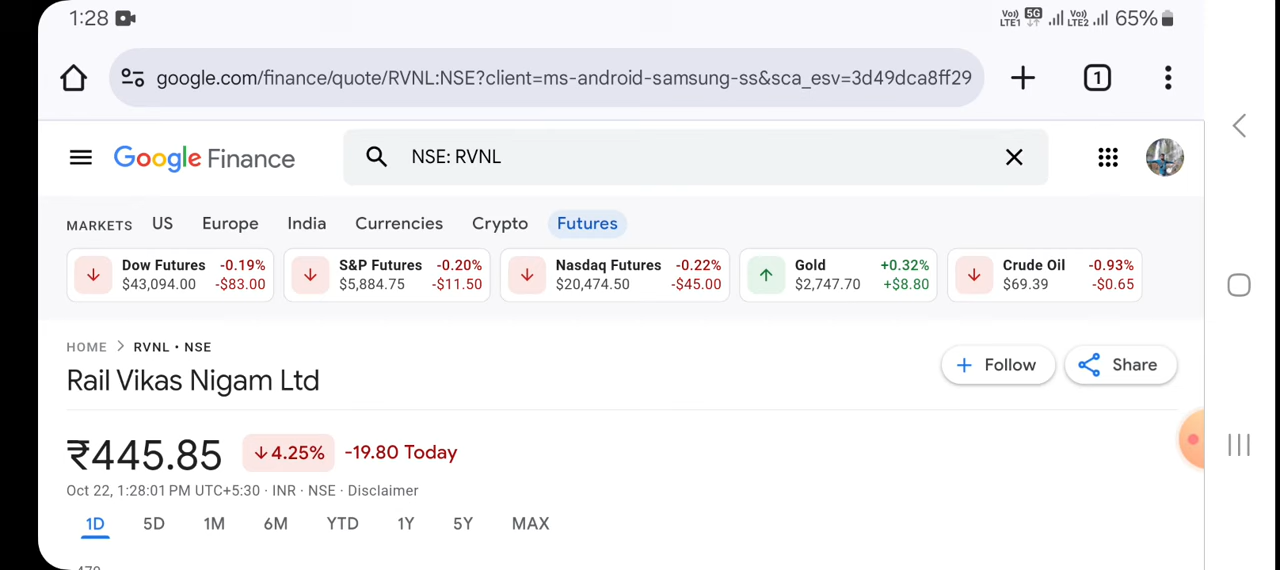 1:28 Vo) LTE1 5G Vo) LTE2 65%
google.com/finance/quote/RVNL:NSE?client=ms-android-samsung-ss&sca_esv=3d49dca8ff29 1
Google Finance NSE: RVNL
MARKETS US Europe India Currencies Crypto Futures
Dow Futures -0.19% S&P Futures -0.20% Nasdaq Futures -0.22% Gold +0.32% Crude Oil -0.93%
$43,094.00 -$83.00 $5,884.75 -$11.50 $20,474.50 -$45.00 $2,747.70 +$8.80 $69.39 -$0.65
HOME > RVNL • NSE
Rail Vikas Nigam Ltd + Follow Share
₹445.85 ↓4.25% -19.80 Today
Oct 22, 1:28:01 PM UTC+5:30 · INR · NSE · Disclaimer
1D 5D 1M 6M YTD 1Y 5Y MAX